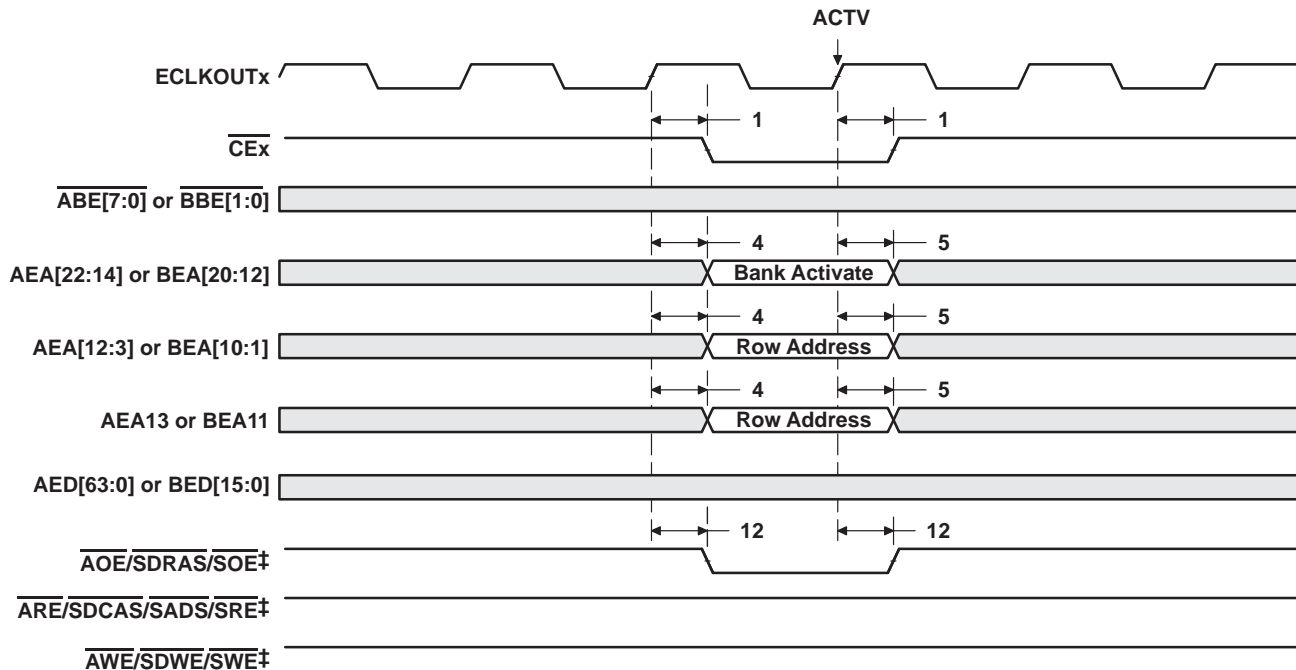 ACTV
ECLKOUTx
1 1
CEx
ABE[7:0] or BBE[1:0]
4 5
AEA[22:14] or BEA[20:12] Bank Activate
4 5
AEA[12:3] or BEA[10:1] Row Address
4 5
AEA13 or BEA11 Row Address
AED[63:0] or BED[15:0]
12 12
AOE/SDRAS/SOE‡
ARE/SDCAS/SADS/SRE‡
AWE/SDWE/SWE‡